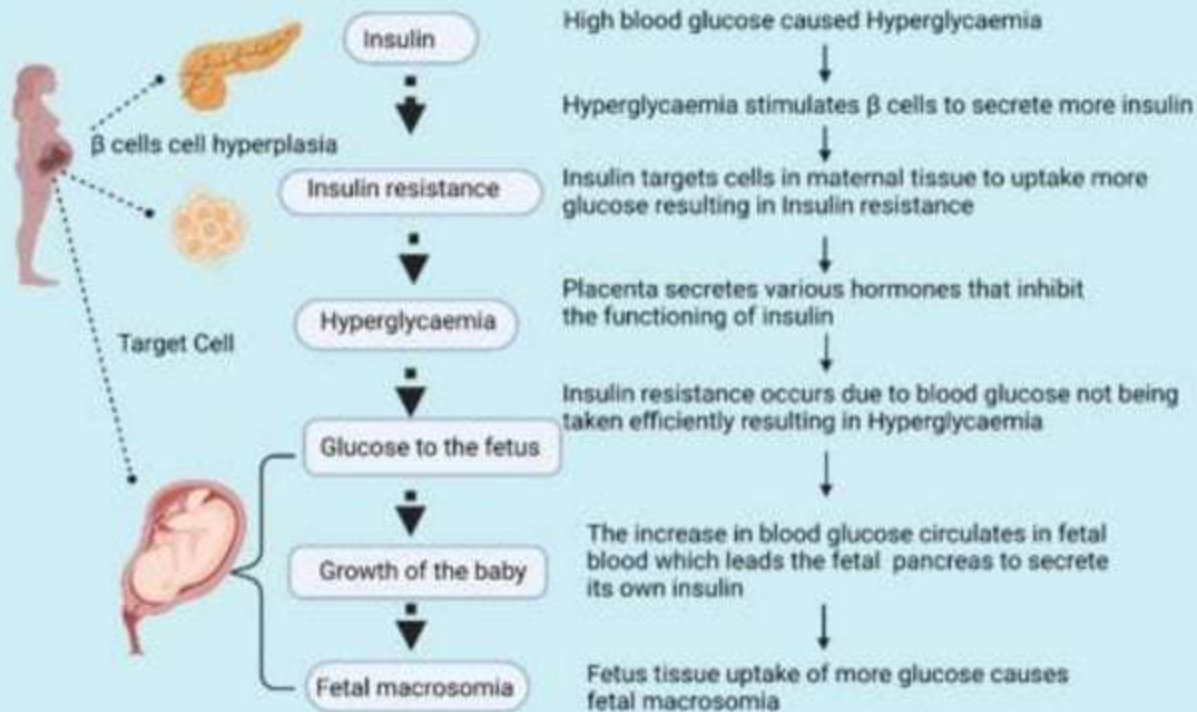 Insulin
β cells cell hyperplasia
Insulin resistance
Hyperglycaemia
Target Cell
Glucose to the fetus
Growth of the baby
Fetal macrosomia
High blood glucose caused Hyperglycaemia
Hyperglycaemia stimulates β cells to secrete more insulin
Insulin targets cells in maternal tissue to uptake more
glucose resulting in Insulin resistance
Placenta secretes various hormones that inhibit
the functioning of insulin
Insulin resistance occurs due to blood glucose not being
taken efficiently resulting in Hyperglycaemia
The increase in blood glucose circulates in fetal
blood which leads the fetal pancreas to secrete
its own insulin
Fetus tissue uptake of more glucose causes
fetal macrosomia